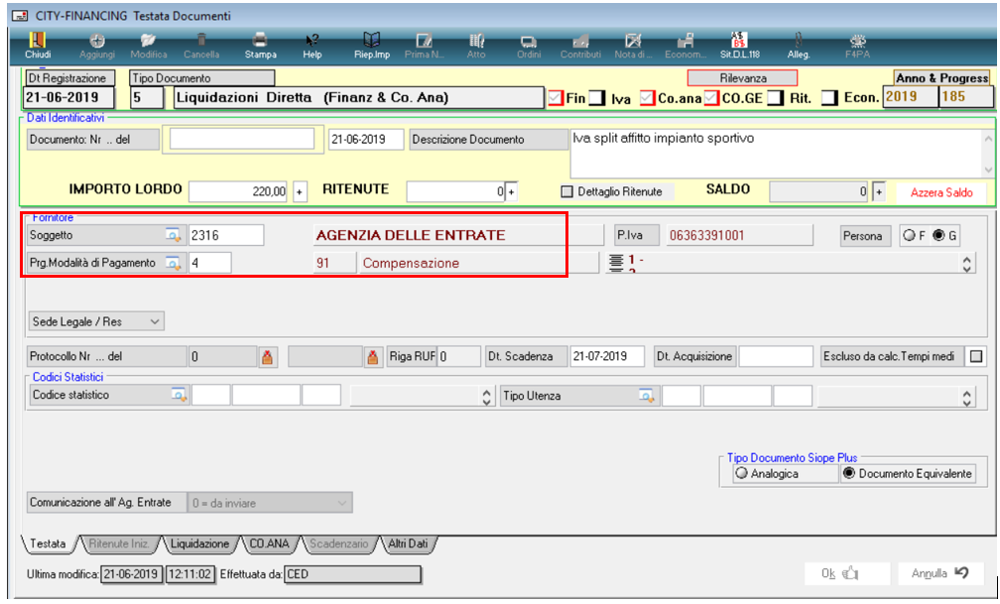 CITY-FINANCING Testata Documenti
Chiudi Aggiungi Modifica Cancella Stampa Help Riep.Imp Prima N... Atto Ordini Contributi Nota di... Econom... Sit.D.L.118 Alleg. F4PA
Dt Registrazione Tipo Documento Rilevanza Anno & Progress
21-06-2019 5 Liquidazioni Diretta (Finanz & Co. Ana) Fin Iva Co.ana CO.GE Rit. Econ. 2019 185
Dati Identificativi
Documento: Nr .. del 21-06-2019 Descrizione Documento Iva split affitto impianto sportivo
IMPORTO LORDO 220,00 + RITENUTE 0 + Dettaglio Ritenute SALDO 0 + Azzera Saldo
Fornitore
Soggetto 2316 AGENZIA DELLE ENTRATE P.Iva 06363391001 Persona F G
Prg.Modalità di Pagamento 4 91 Compensazione 1 -
Sede Legale / Res
Protocollo Nr ... del 0 Riga RUF 0 Dt. Scadenza 21-07-2019 Dt. Acquisizione Escluso da calc.Tempi medi
Codici Statistici
Codice statistico Tipo Utenza
Tipo Documento Siope Plus
Analogica Documento Equivalente
Comunicazione all' Ag. Entrate 0 = da inviare
Testata Ritenute Iniz. Liquidazione CO.ANA Scadenzario Altri Dati
Ultima modifica: 21-06-2019 12:11:02 Effettuata da: CED Ok Annulla